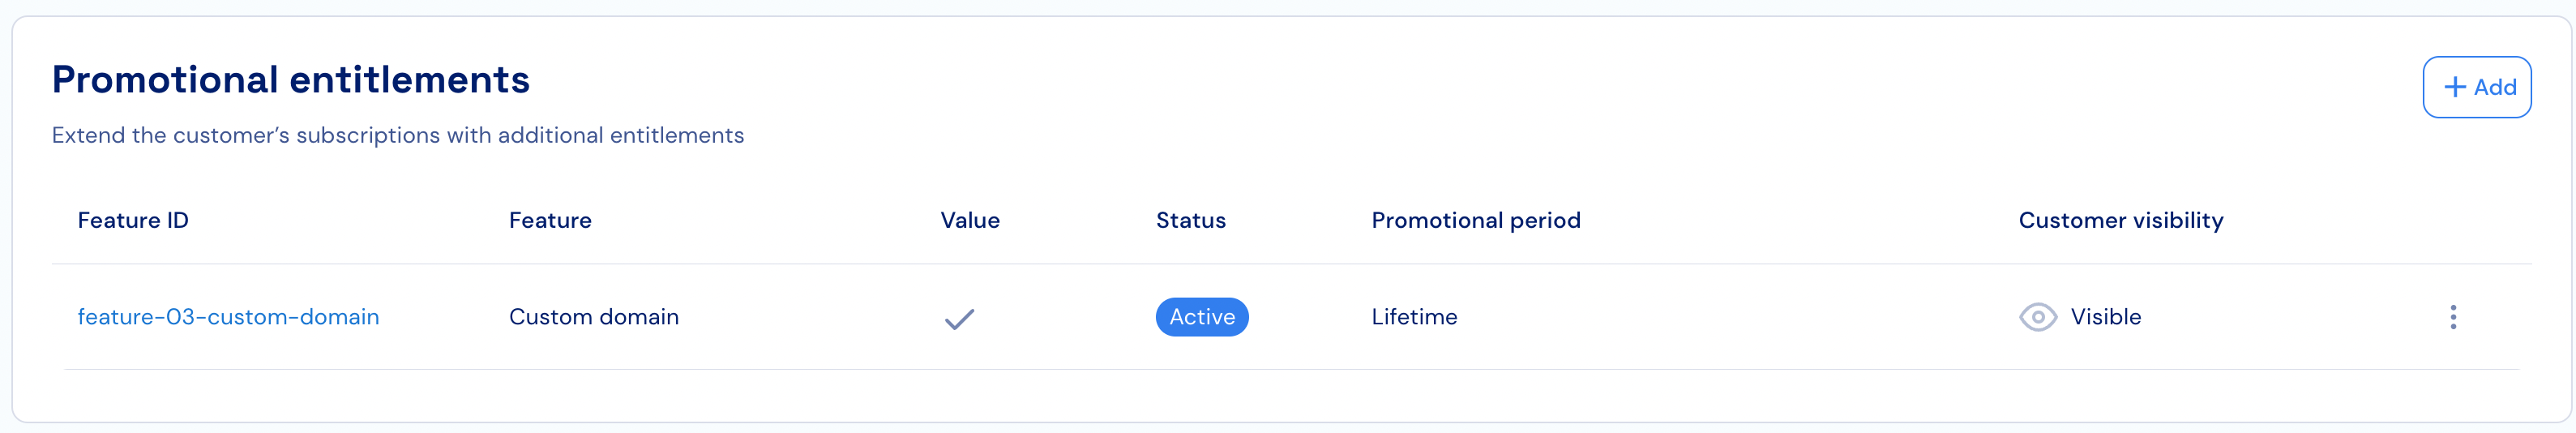 Promotional entitlements
+ Add
Extend the customer’s subscriptions with additional entitlements
Feature ID Feature Value Status Promotional period Customer visibility
feature-03-custom-domain Custom domain Active Lifetime Visible